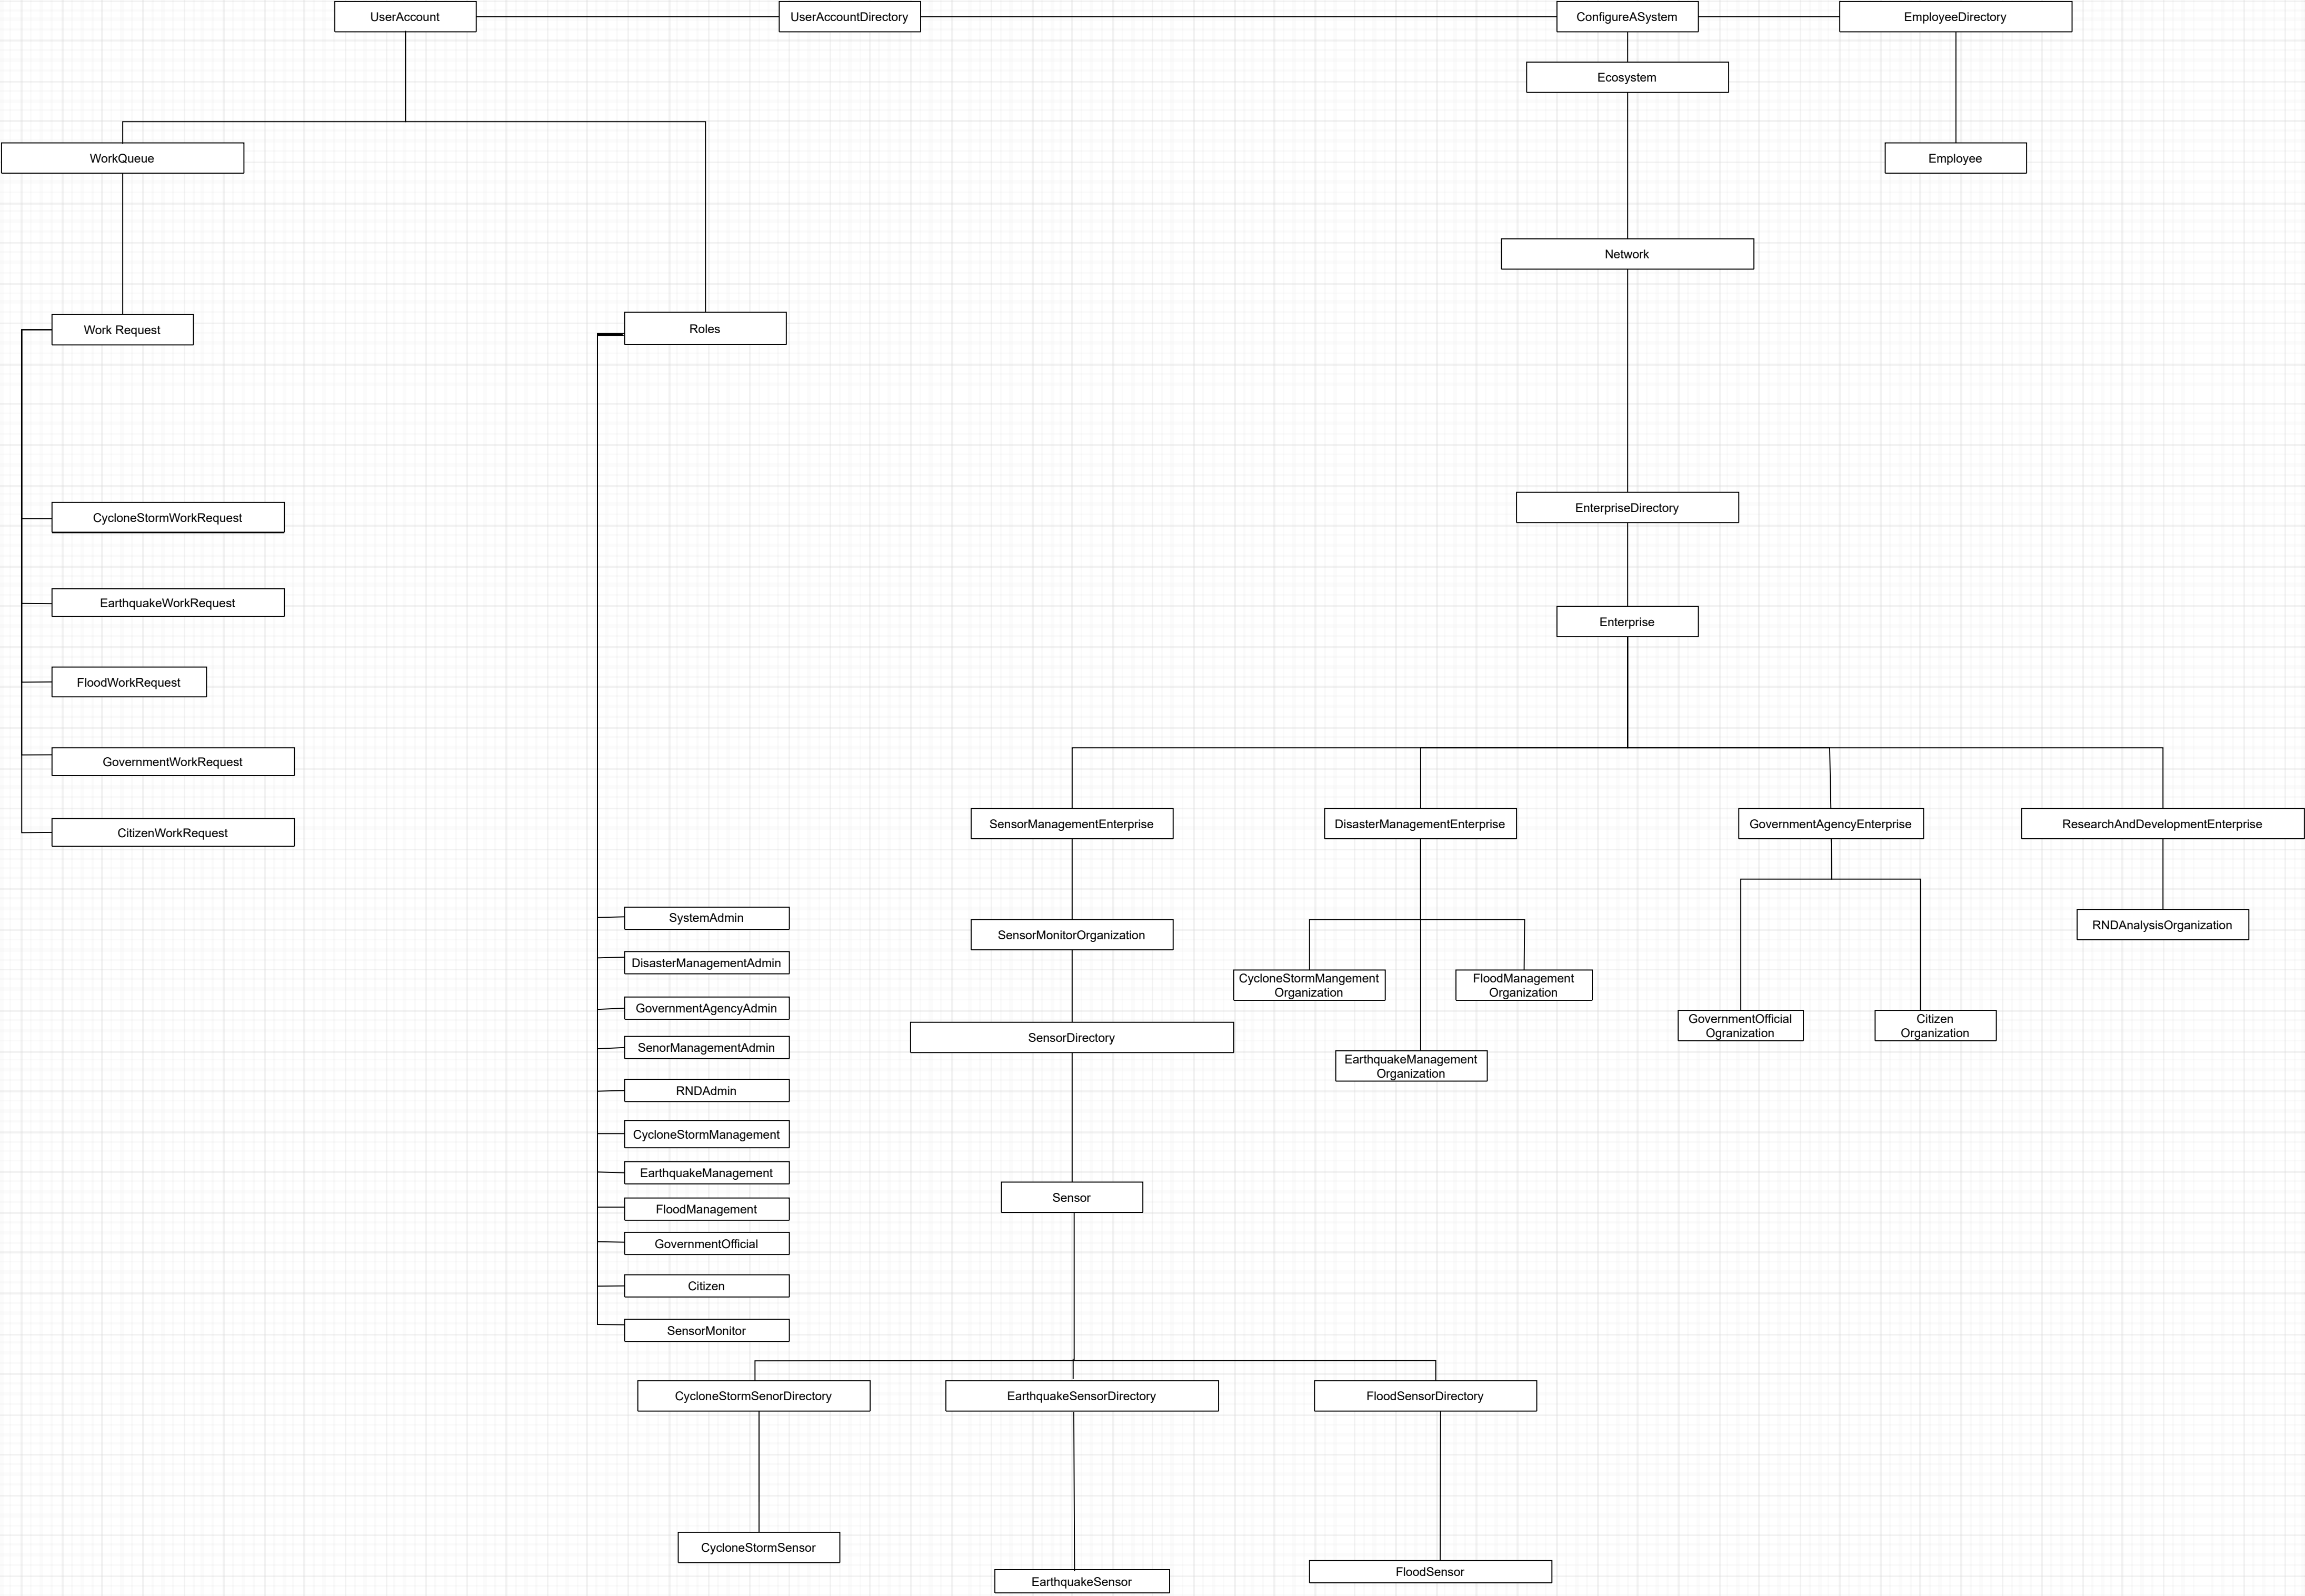 UserAccount
UserAccountDirectory
ConfigureASystem
EmployeeDirectory
Ecosystem
WorkQueue
Employee
Network
Work Request
Roles
CycloneStormWorkRequest
EarthquakeWorkRequest
FloodWorkRequest
GovernmentWorkRequest
CitizenWorkRequest
EnterpriseDirectory
Enterprise
SensorManagementEnterprise
DisasterManagementEnterprise
GovernmentAgencyEnterprise
ResearchAndDevelopmentEnterprise
SystemAdmin
DisasterManagementAdmin
GovernmentAgencyAdmin
SenorManagementAdmin
RNDAdmin
CycloneStormManagement
EarthquakeManagement
FloodManagement
GovernmentOfficial
Citizen
SensorMonitor
SensorMonitorOrganization
CycloneStormMangement
Organization
FloodManagement
Organization
EarthquakeManagement
Organization
GovernmentOfficial
Ogranization
Citizen
Organization
RNDAnalysisOrganization
SensorDirectory
Sensor
CycloneStormSenorDirectory
EarthquakeSensorDirectory
FloodSensorDirectory
CycloneStormSensor
EarthquakeSensor
FloodSensor